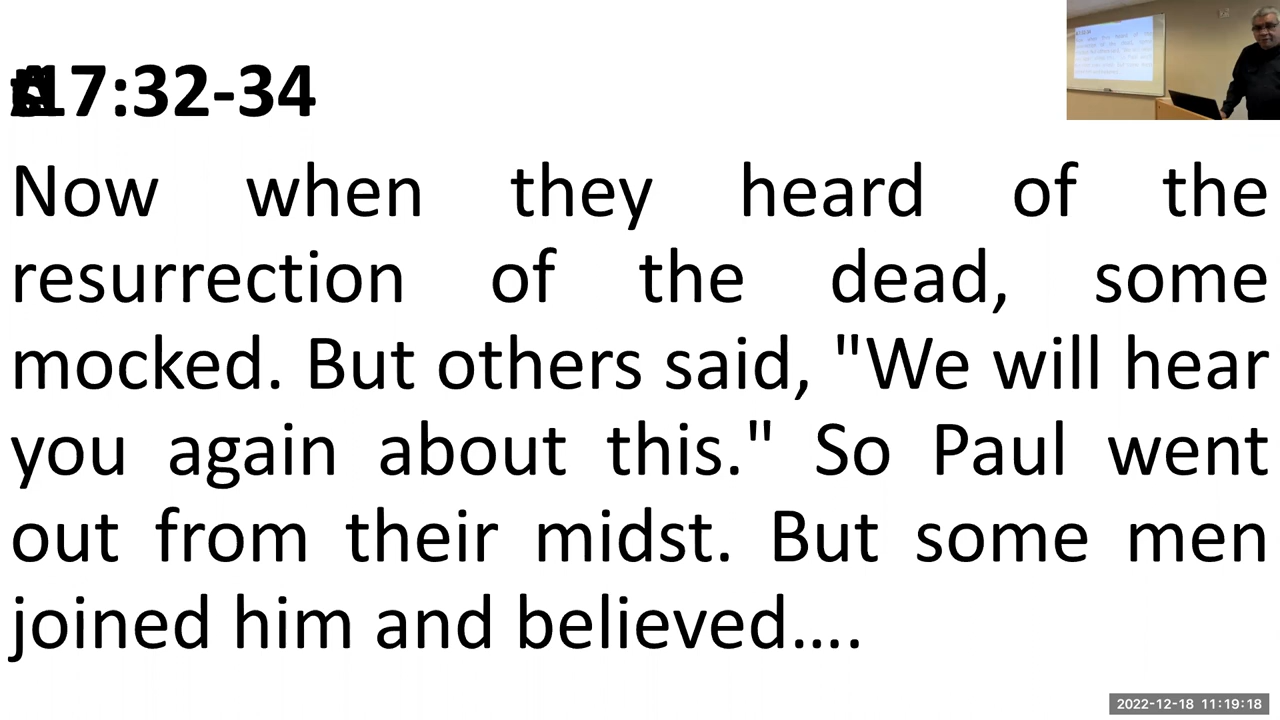 17:32-34
Now when they heard of the
resurrection of the dead, some
mocked. But others said, "We will hear
you again about this." So Paul went
out from their midst. But some men
joined him and believed….
2022-12-18 11:19:18